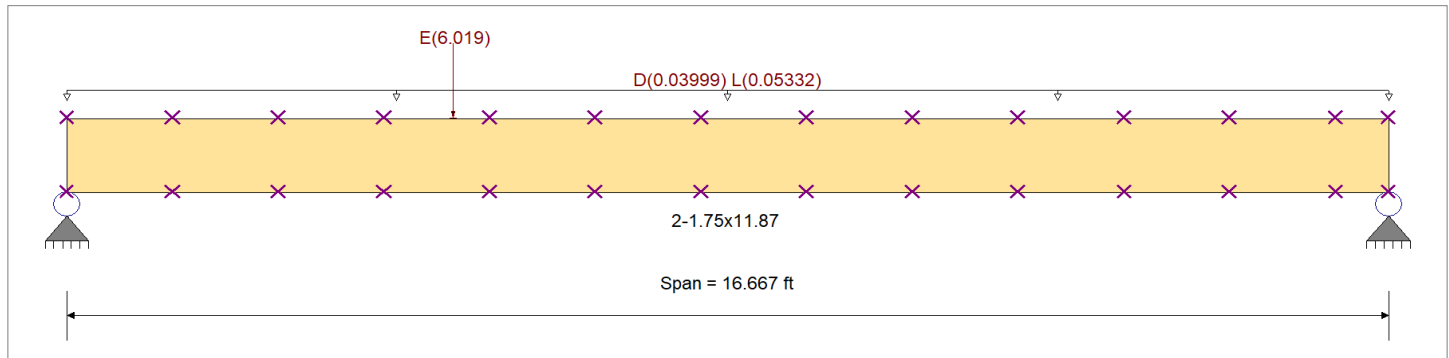 E(6.019)
D(0.03999) L(0.05332)
2-1.75x11.87
Span = 16.667 ft